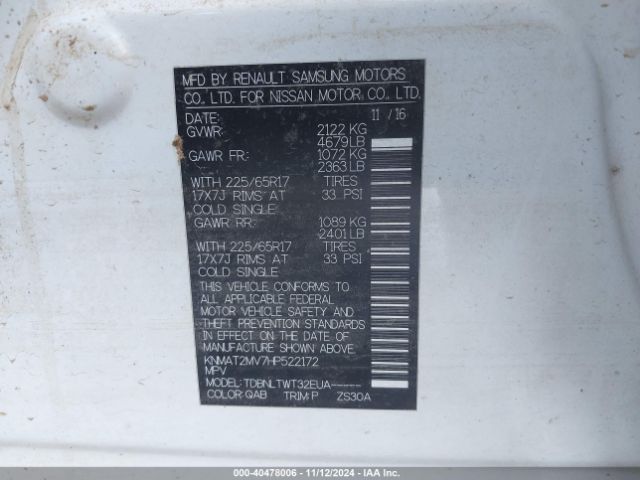 MFD BY RENAULT SAMSUNG MOTORS
CO. LTD. FOR NISSAN MOTOR CO. LTD.
DATE: 11 / 16
GVWR: 2122 KG
4679 LB
GAWR FR: 1072 KG
2363 LB
WITH 225/65R17 TIRES
17X7J RIMS AT 33 PSI
COLD SINGLE
GAWR RR: 1089 KG
2401 LB
WITH 225/65R17 TIRES
17X7J RIMS AT 33 PSI
COLD SINGLE
THIS VEHICLE CONFORMS TO
ALL APPLICABLE FEDERAL
MOTOR VEHICLE SAFETY AND
THEFT PREVENTION STANDARDS
IN EFFECT ON THE DATE OF
MANUFACTURE SHOWN ABOVE
KNMAT2MV7HP522172
MPV
MODEL: TDBNLTWT32EUA-----
COLOR: QAB TRIM: P ZS30A
000-40478006 - 11/12/2024 - IAA Inc.